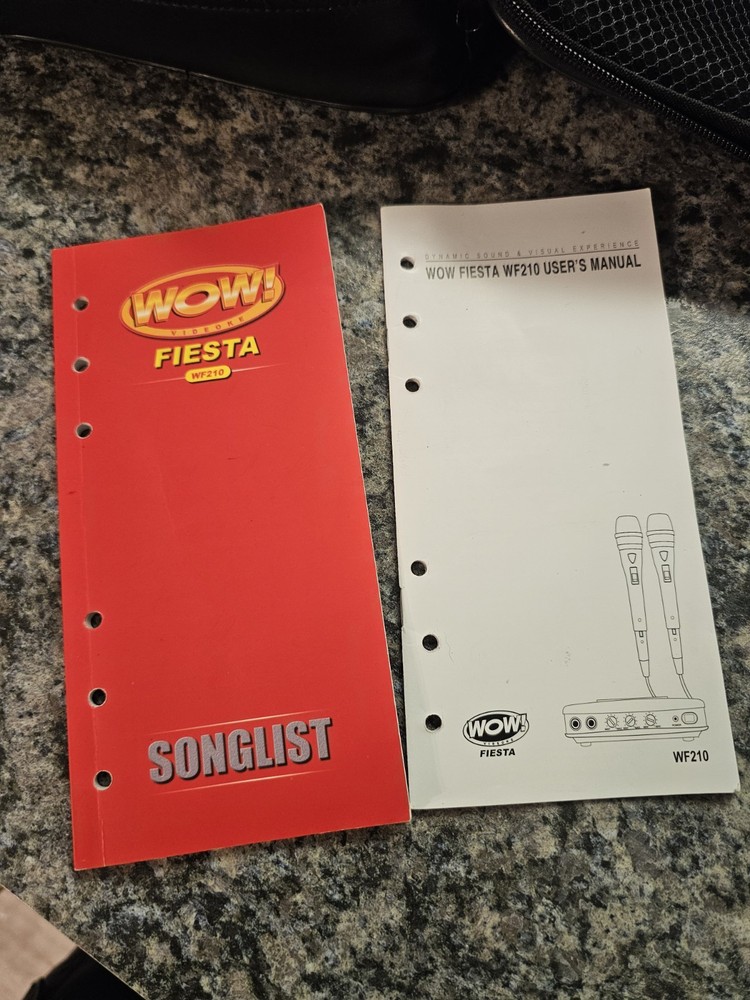 WOW!
VIDEOKE
FIESTA
WF210
SONGLIST
DYNAMIC SOUND & VISUAL EXPERIENCE
WOW FIESTA WF210 USER'S MANUAL
WOW!
VIDEOKE
FIESTA
WF210